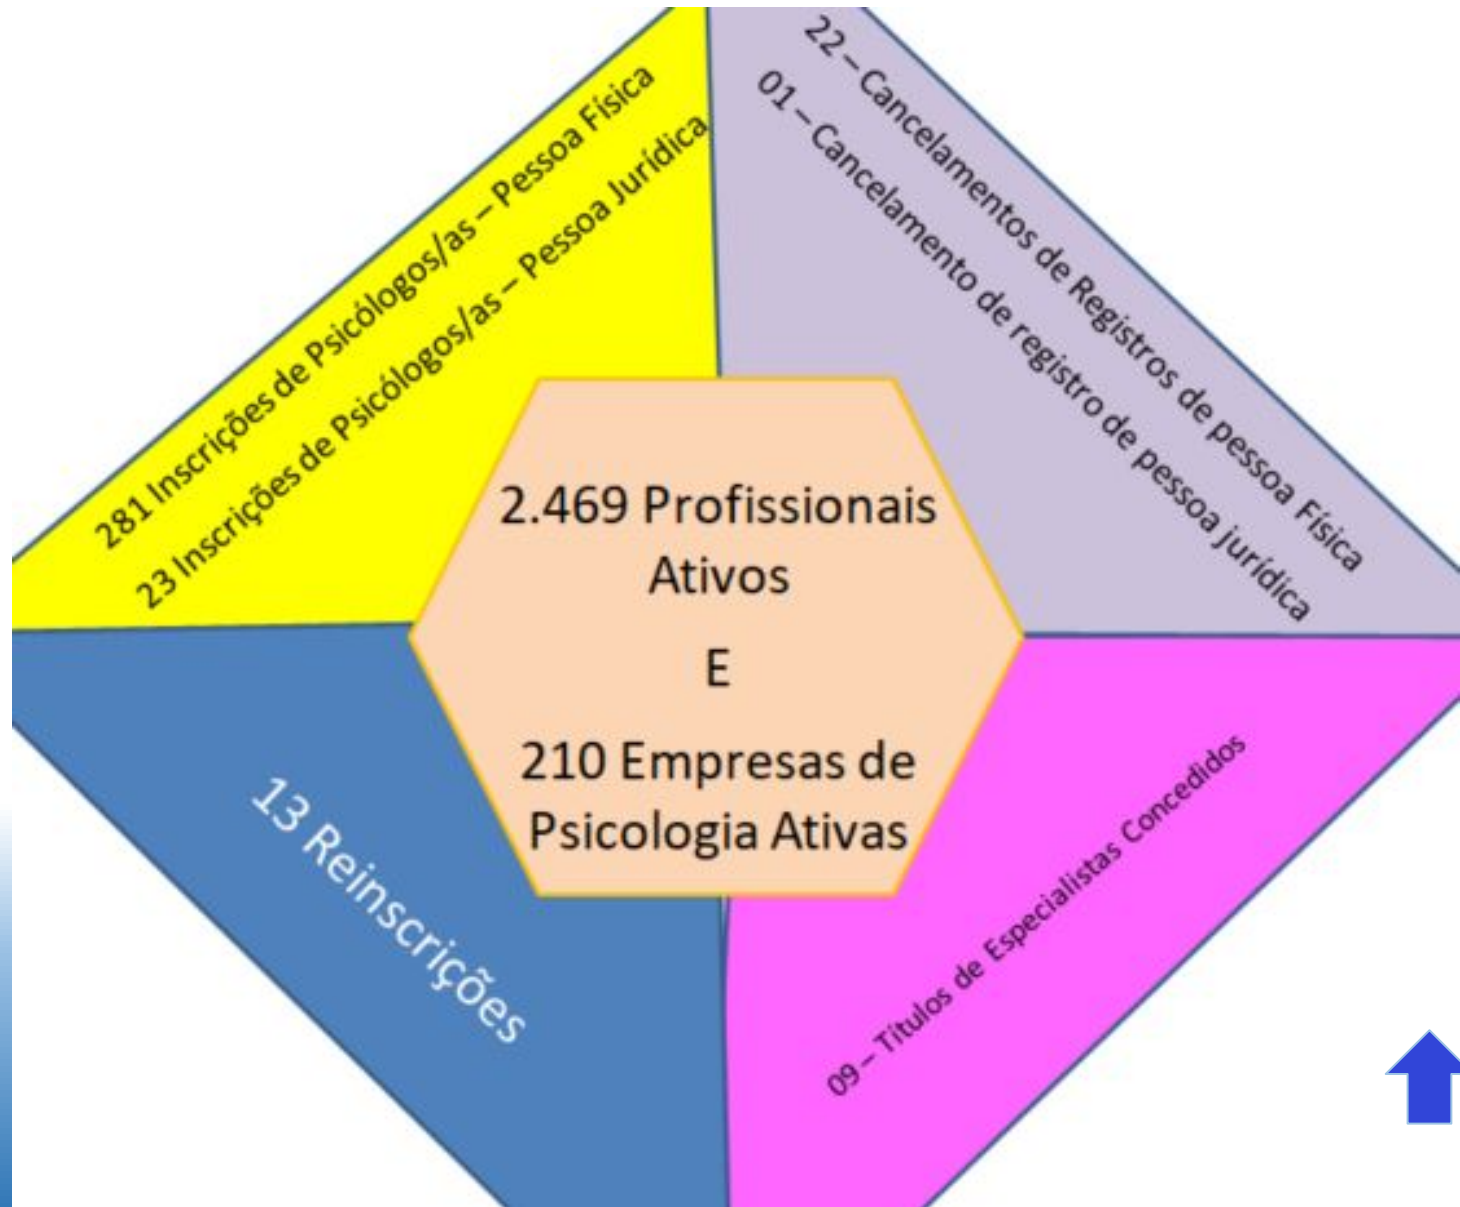 281 Inscrições de Psicólogos/as – Pessoa Física
23 Inscrições de Psicólogos/as – Pessoa Jurídica
22 – Cancelamentos de Registros de pessoa Física
01 – Cancelamento de registro de pessoa jurídica
2.469 Profissionais
Ativos
E
210 Empresas de
Psicologia Ativas
13 Reinscrições
09 – Títulos de Especialistas Concedidos